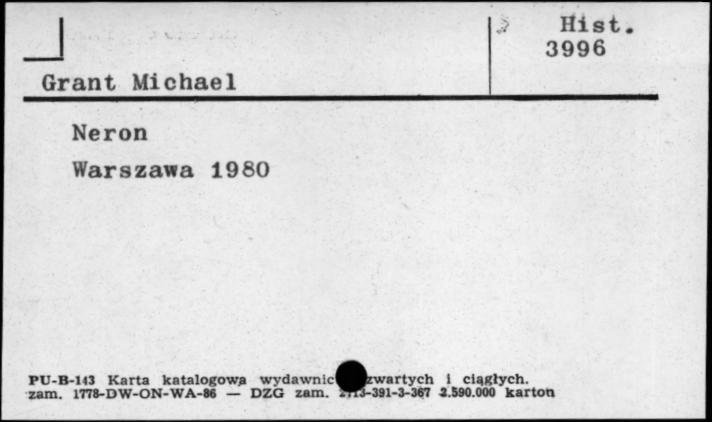 Hist.
3996
Grant Michael
Neron
Warszawa 1980
PU-B-143 Karta katalogowa wydawnic zwartych i ciągłych.
zam. 1778-DW-ON-WA-86 — DZG zam. 2713-391-3-367 2.590.000 karton